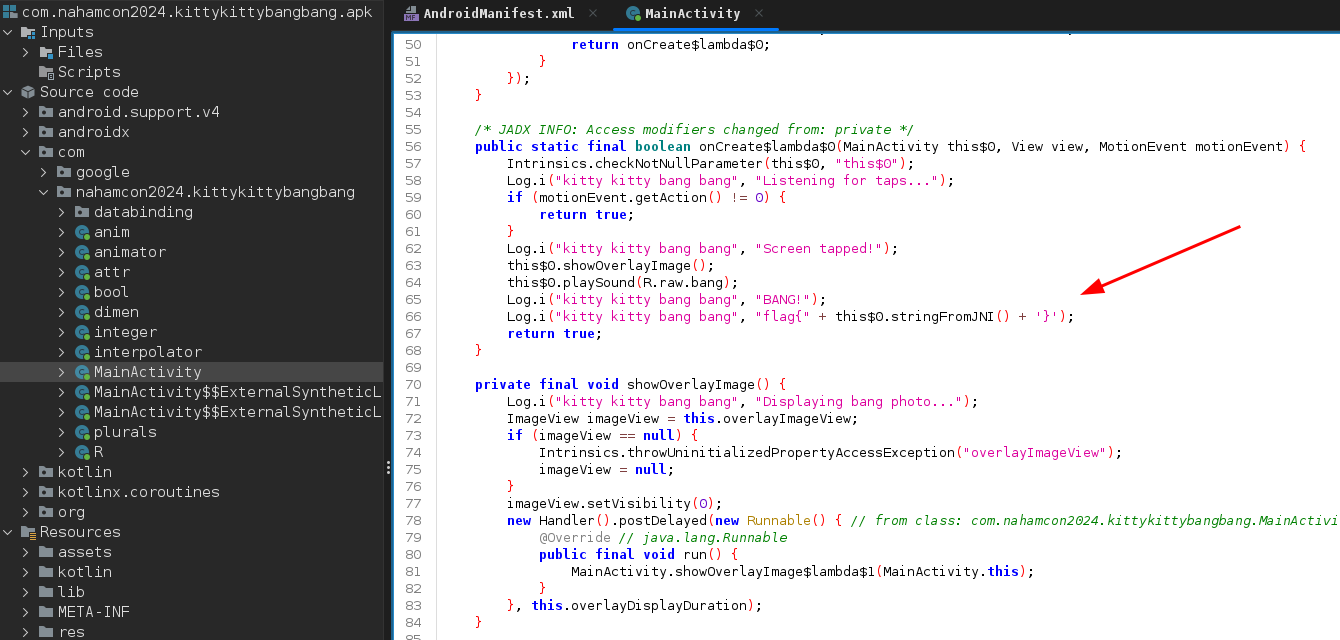 com.nahamcon2024.kittykittybangbang.apk
Inputs
Files
Scripts
Source code
android.support.v4
androidx
com
google
nahamcon2024.kittykittybangbang
databinding
anim
animator
attr
bool
dimen
integer
interpolator
MainActivity
MainActivity$$ExternalSyntheticL
MainActivity$$ExternalSyntheticL
plurals
R
kotlin
kotlinx.coroutines
org
Resources
assets
kotlin
lib
META-INF
res
AndroidManifest.xml × MainActivity ×
50 return onCreate$lambda$0;
51 }
52 });
53 }
54
55 /* JADX INFO: Access modifiers changed from: private */
56 public static final boolean onCreate$lambda$0(MainActivity this$0, View view, MotionEvent motionEvent) {
57 Intrinsics.checkNotNullParameter(this$0, "this$0");
58 Log.i("kitty kitty bang bang", "Listening for taps...");
59 if (motionEvent.getAction() != 0) {
60 return true;
61 }
62 Log.i("kitty kitty bang bang", "Screen tapped!");
63 this$0.showOverlayImage();
64 this$0.playSound(R.raw.bang);
65 Log.i("kitty kitty bang bang", "BANG!");
66 Log.i("kitty kitty bang bang", "flag{" + this$0.stringFromJNI() + '}');
67 return true;
68 }
69
70 private final void showOverlayImage() {
71 Log.i("kitty kitty bang bang", "Displaying bang photo...");
72 ImageView imageView = this.overlayImageView;
73 if (imageView == null) {
74 Intrinsics.throwUninitializedPropertyAccessException("overlayImageView");
75 imageView = null;
76 }
77 imageView.setVisibility(0);
78 new Handler().postDelayed(new Runnable() { // from class: com.nahamcon2024.kittykittybangbang.MainActivi
79 @Override // java.lang.Runnable
80 public final void run() {
81 MainActivity.showOverlayImage$lambda$1(MainActivity.this);
82 }
83 }, this.overlayDisplayDuration);
84 }
85